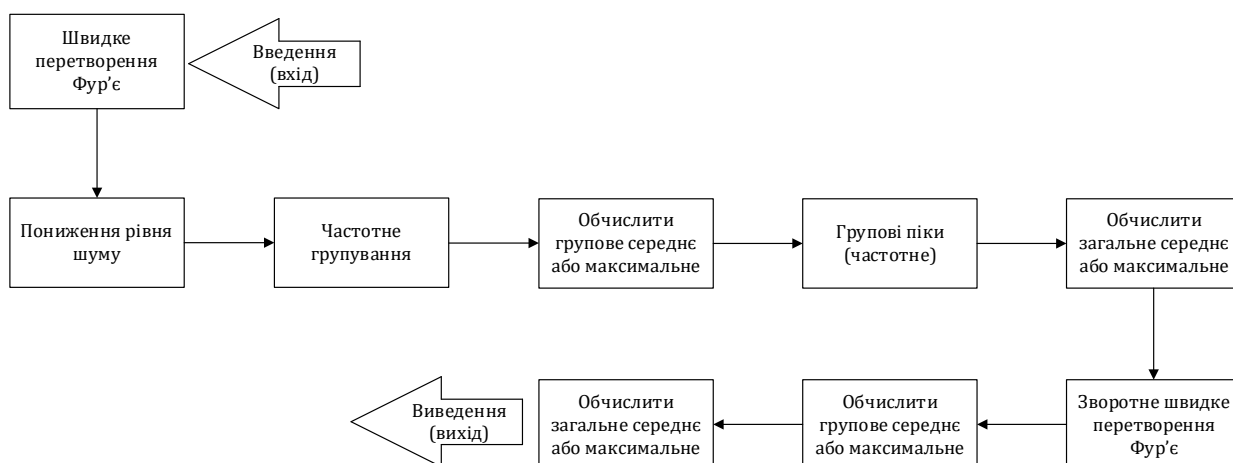 Швидке
перетворення
Фур’є
Введення
(вхід)
Пониження рівня
шуму
Частотне
групування
Обчислити
групове середнє
або максимальне
Групові піки
(частотне)
Обчислити
загальне середнє
або максимальне
Зворотне швидке
перетворення
Фур’є
Обчислити
групове середнє
або максимальне
Обчислити
загальне середнє
або максимальне
Виведення
(вихід)